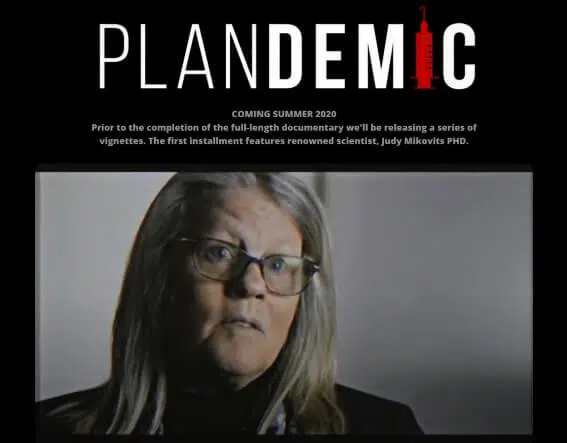 PLANDEMIC
COMING SUMMER 2020
Prior to the completion of the full-length documentary we'll be releasing a series of
vignettes. The first installment features renowned scientist, Judy Mikovits PHD.